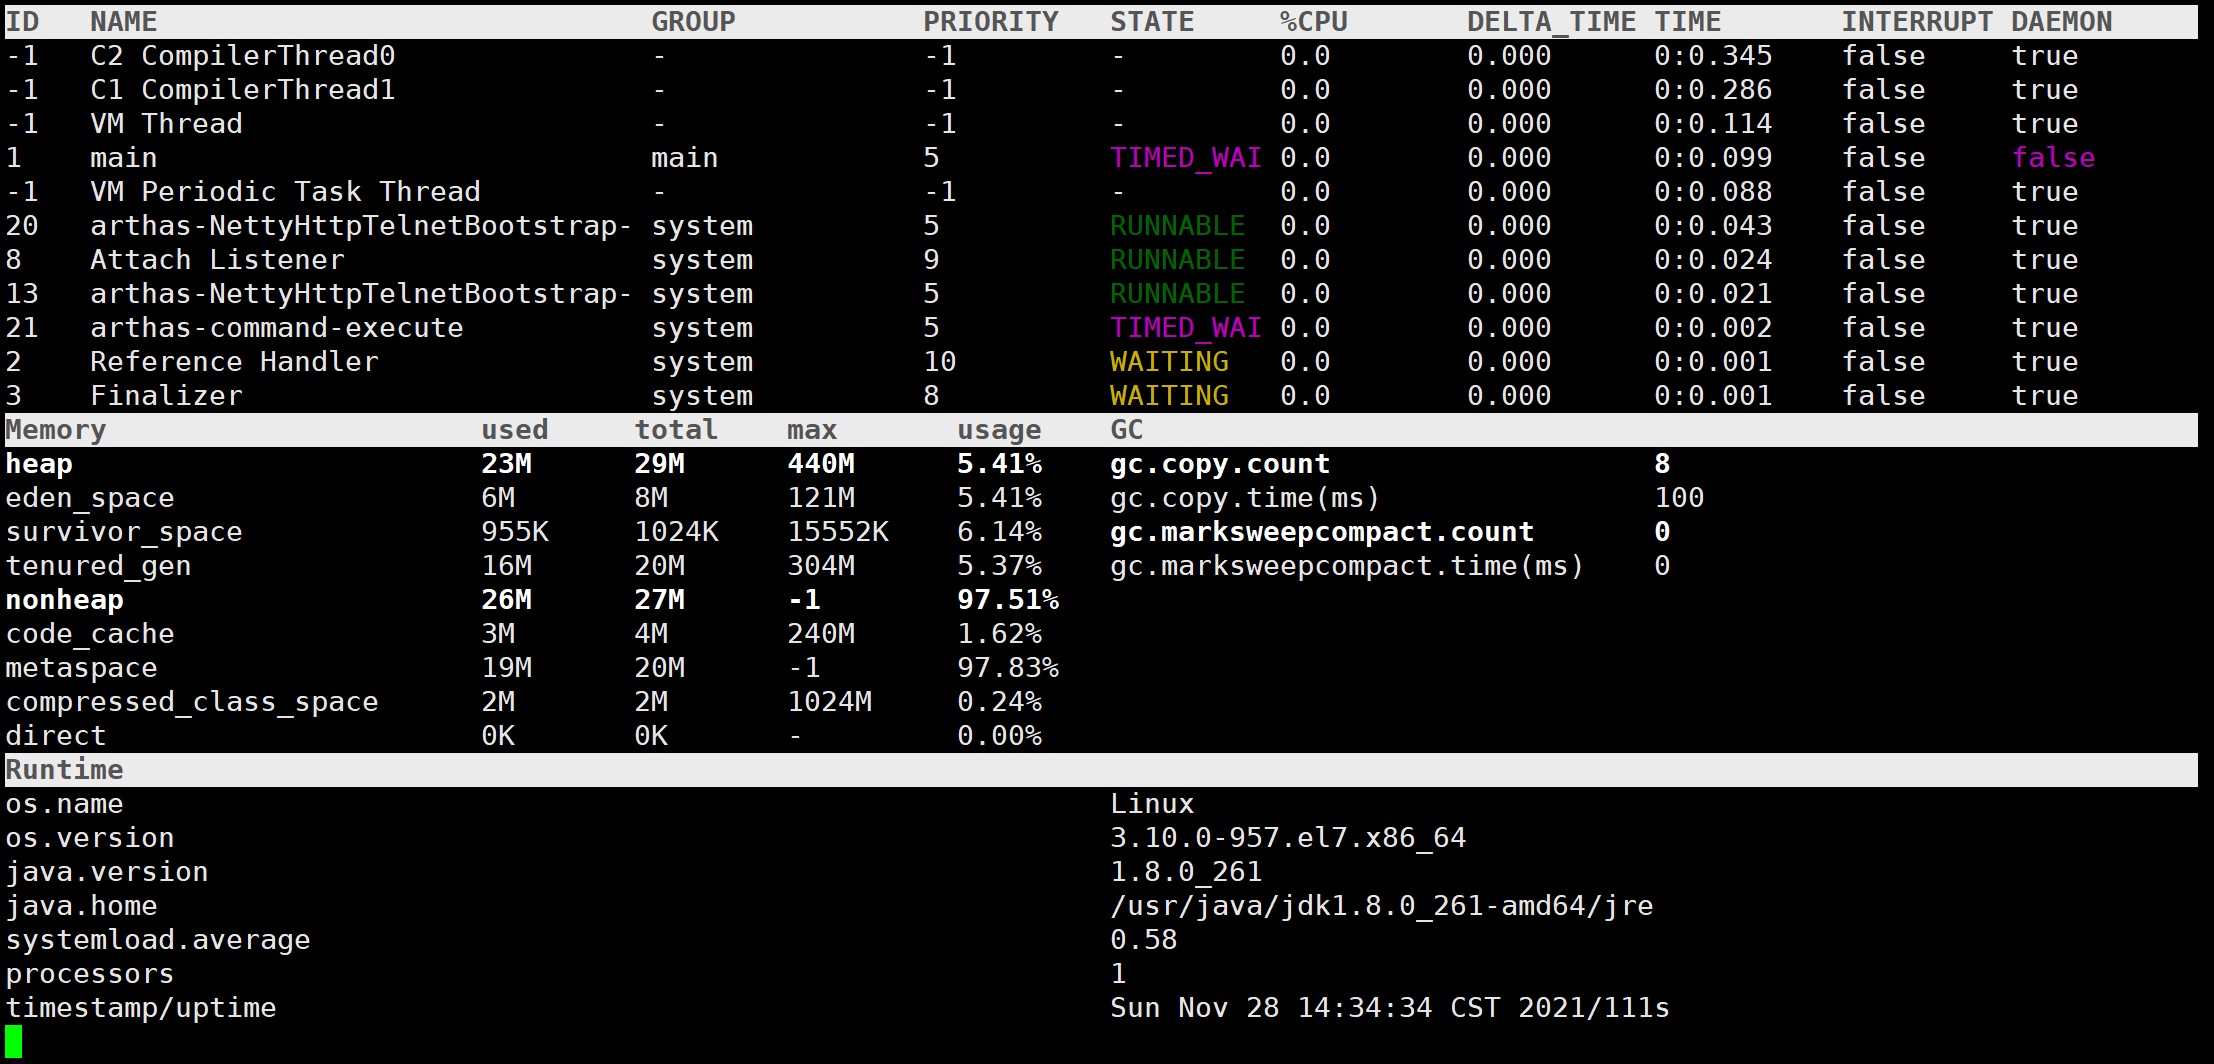 ID NAME GROUP PRIORITY STATE %CPU DELTA_TIME TIME INTERRUPT DAEMON
-1 C2 CompilerThread0 - -1 - 0.0 0.000 0:0.345 false true
-1 C1 CompilerThread1 - -1 - 0.0 0.000 0:0.286 false true
-1 VM Thread - -1 - 0.0 0.000 0:0.114 false true
1 main main 5 TIMED_WAI 0.0 0.000 0:0.099 false false
-1 VM Periodic Task Thread - -1 - 0.0 0.000 0:0.088 false true
20 arthas-NettyHttpTelnetBootstrap- system 5 RUNNABLE 0.0 0.000 0:0.043 false true
8 Attach Listener system 9 RUNNABLE 0.0 0.000 0:0.024 false true
13 arthas-NettyHttpTelnetBootstrap- system 5 RUNNABLE 0.0 0.000 0:0.021 false true
21 arthas-command-execute system 5 TIMED_WAI 0.0 0.000 0:0.002 false true
2 Reference Handler system 10 WAITING 0.0 0.000 0:0.001 false true
3 Finalizer system 8 WAITING 0.0 0.000 0:0.001 false true
Memory used total max usage GC
heap 23M 29M 440M 5.41% gc.copy.count 8
eden_space 6M 8M 121M 5.41% gc.copy.time(ms) 100
survivor_space 955K 1024K 15552K 6.14% gc.marksweepcompact.count 0
tenured_gen 16M 20M 304M 5.37% gc.marksweepcompact.time(ms) 0
nonheap 26M 27M -1 97.51%
code_cache 3M 4M 240M 1.62%
metaspace 19M 20M -1 97.83%
compressed_class_space 2M 2M 1024M 0.24%
direct 0K 0K - 0.00%
Runtime
os.name Linux
os.version 3.10.0-957.el7.x86_64
java.version 1.8.0_261
java.home /usr/java/jdk1.8.0_261-amd64/jre
systemload.average 0.58
processors 1
timestamp/uptime Sun Nov 28 14:34:34 CST 2021/111s